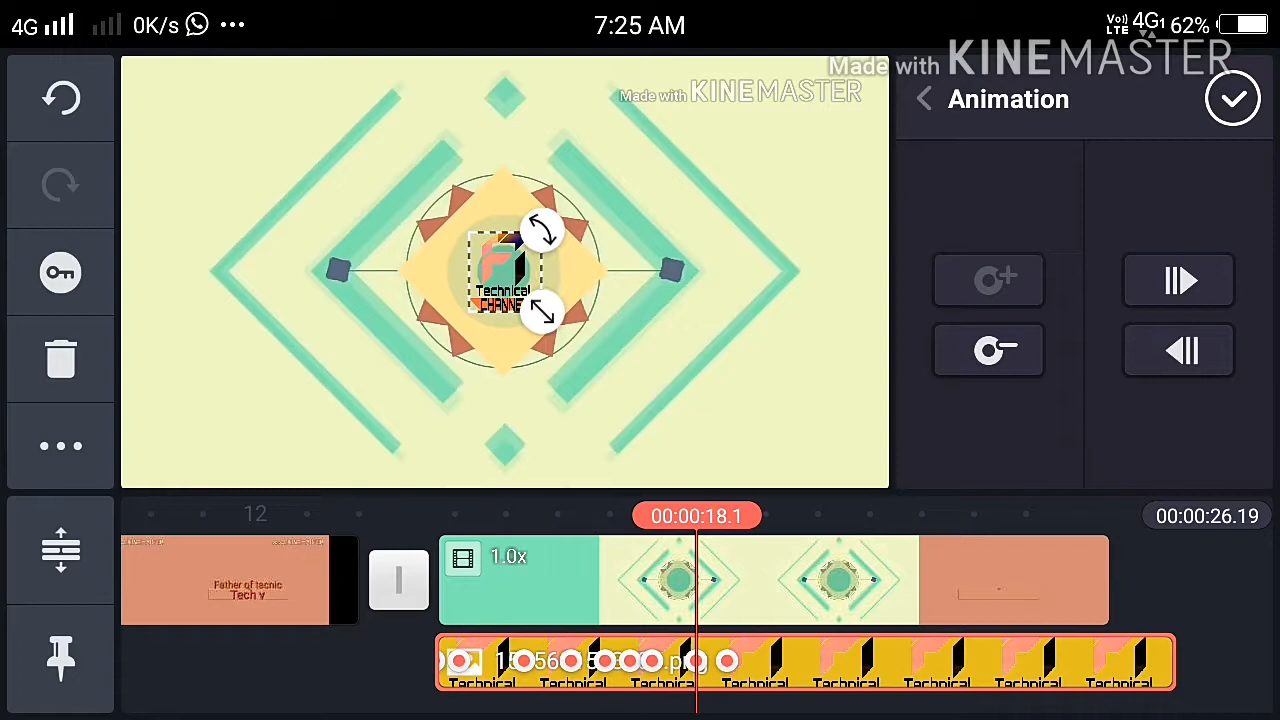 4G 0K/s 7:25 AM VoLTE 4G1 62%
Made with KINEMASTER
Made with KINEMASTER
Animation
Technical
CHANNE
00:00:18.1
00:00:26.19
12
1.0x
Father of tecnic
Tech v
Technical Technical Technical Technical Technical Technical Technical Technical